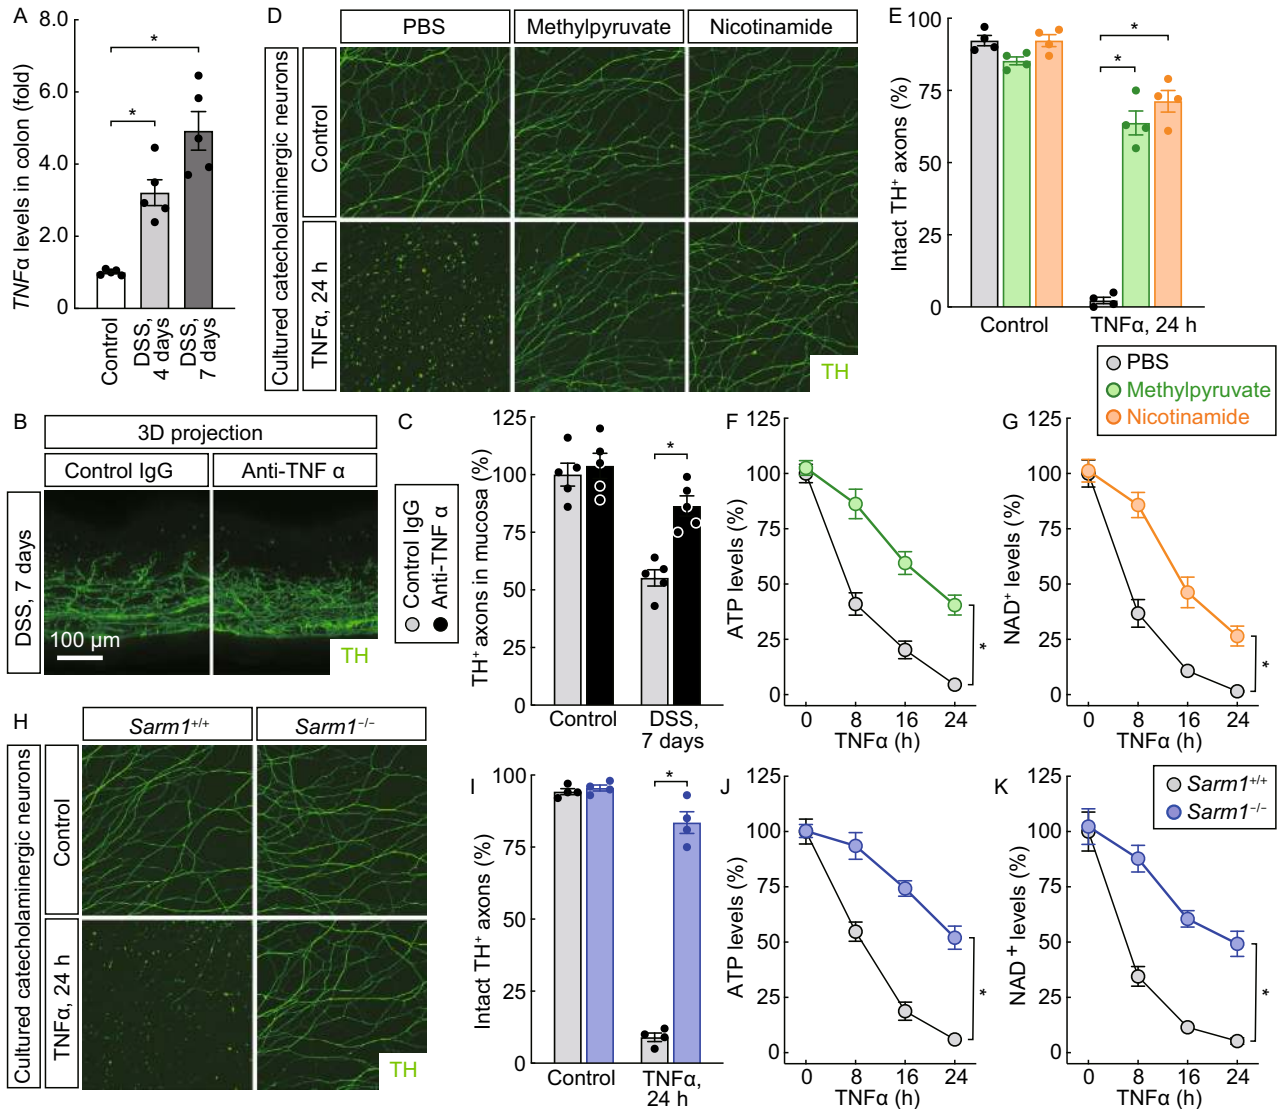 A
TNFα levels in colon (fold)
8.0
6.0
4.0
2.0
0
*
*
Control
DSS,
4 days
DSS,
7 days
D
PBS
Methylpyruvate
Nicotinamide
Cultured catecholaminergic neurons
Control
TNFα, 24 h
TH
E
Intact TH⁺ axons (%)
100
75
50
25
0
*
*
Control
TNFα, 24 h
PBS
Methylpyruvate
Nicotinamide
B
3D projection
Control IgG
Anti-TNF α
DSS, 7 days
100 µm
TH
C
Control IgG
Anti-TNF α
TH⁺ axons in mucosa (%)
125
100
75
50
25
0
*
Control
DSS,
7 days
F
ATP levels (%)
125
100
75
50
25
0
*
0 8 16 24
TNFα (h)
G
NAD⁺ levels (%)
125
100
75
50
25
0
*
0 8 16 24
TNFα (h)
H
Sarm1⁺/⁺
Sarm1⁻/⁻
Cultured catecholaminergic neurons
Control
TNFα, 24 h
TH
I
Intact TH⁺ axons (%)
100
75
50
25
0
*
Control
TNFα,
24 h
J
ATP levels (%)
125
100
75
50
25
0
*
0 8 16 24
TNFα (h)
K
NAD⁺ levels (%)
125
100
75
50
25
0
*
0 8 16 24
TNFα (h)
Sarm1⁺/⁺
Sarm1⁻/⁻